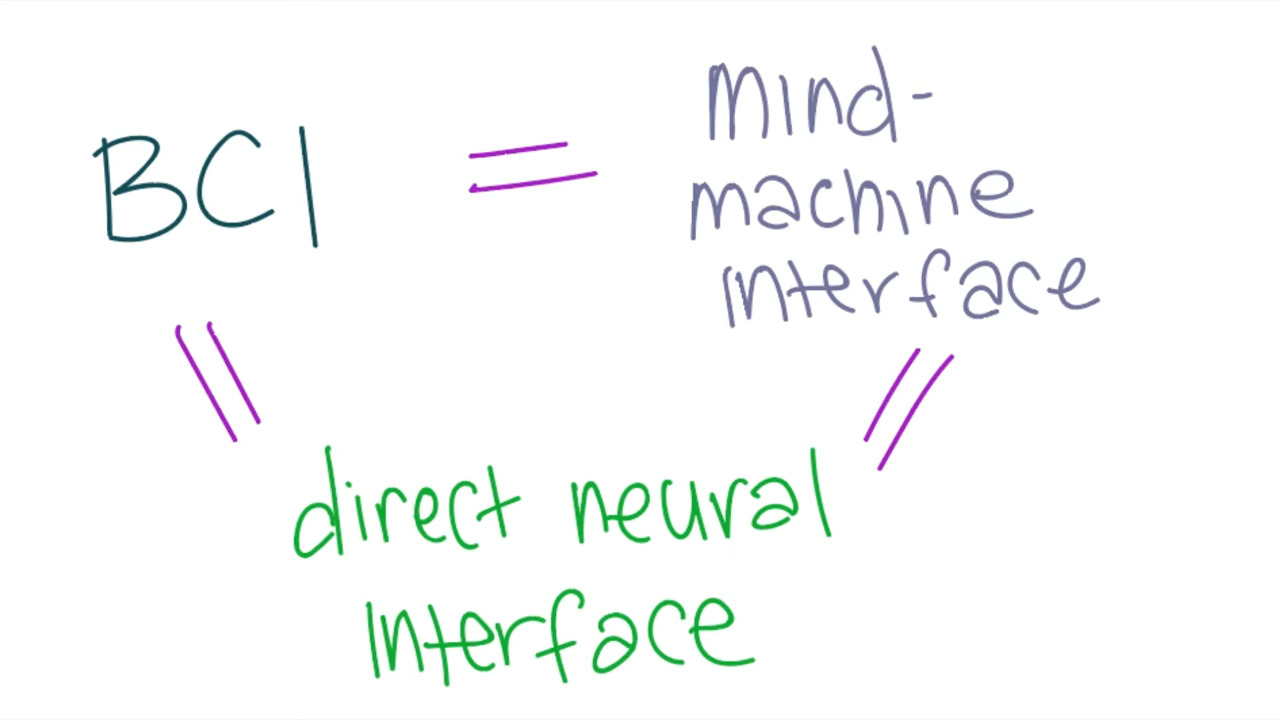 BCI = mind-
machine
interface
direct neural
interface